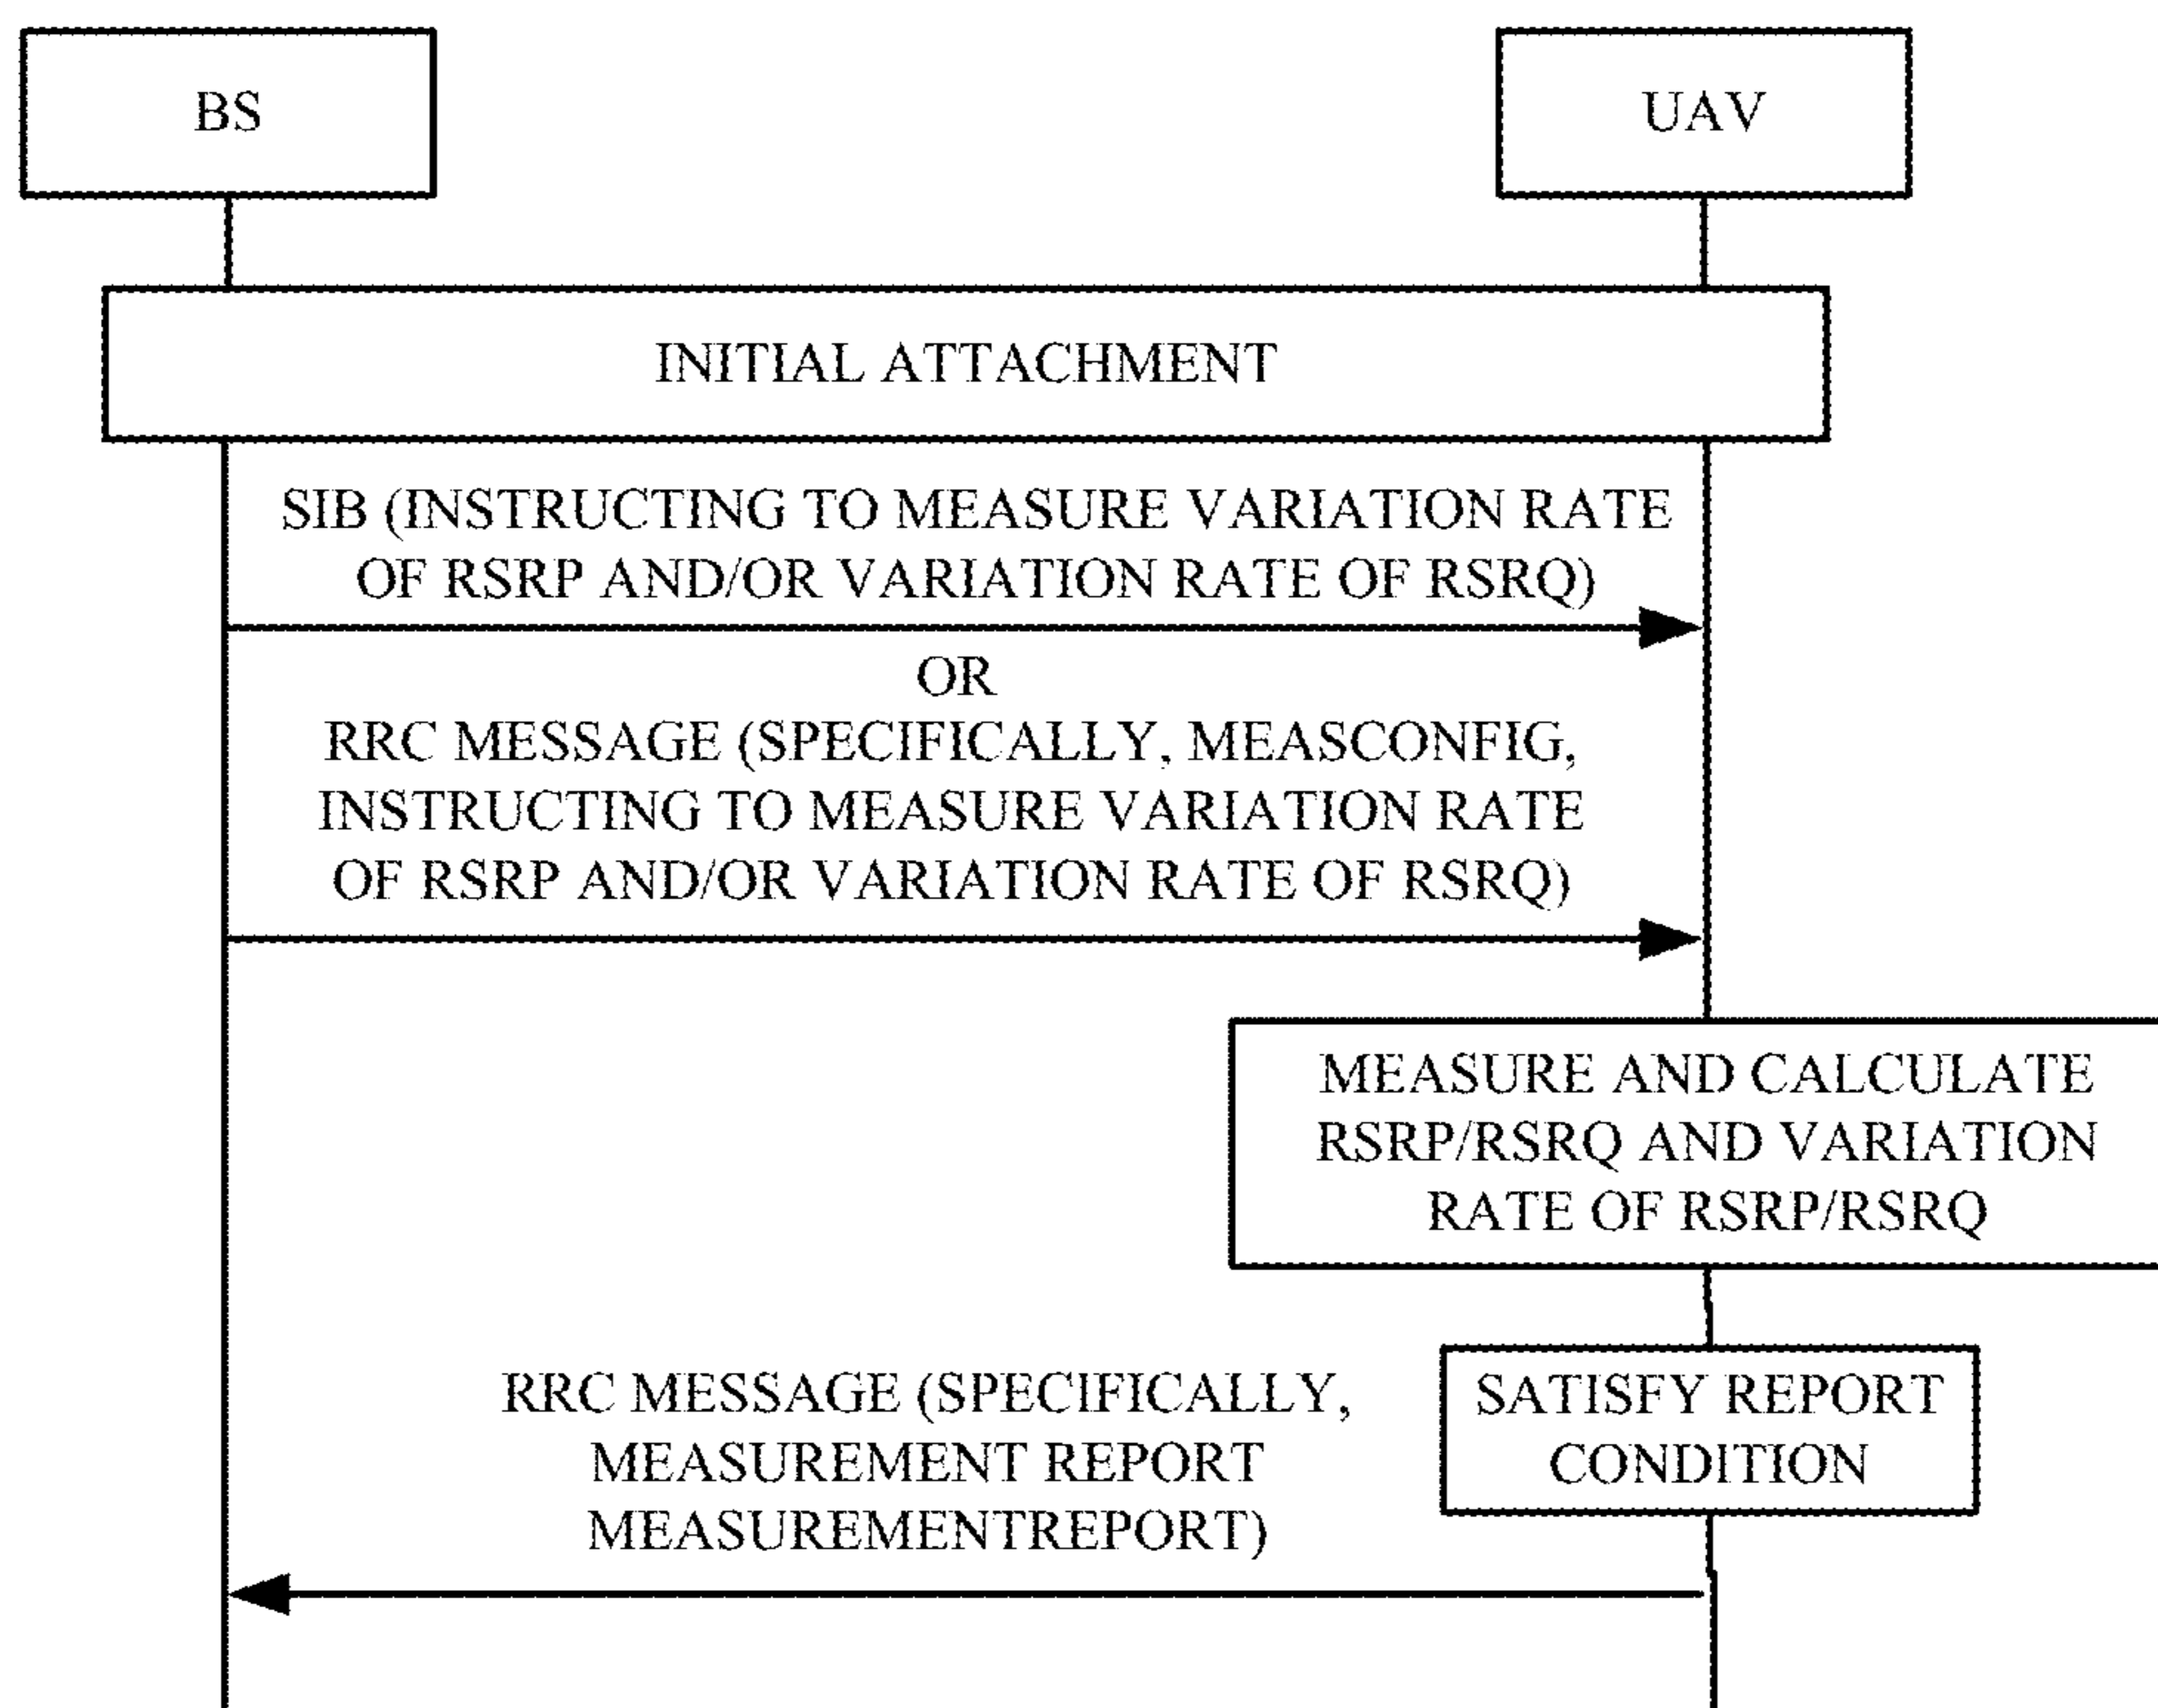 BS
UAV
INITIAL ATTACHMENT
SIB (INSTRUCTING TO MEASURE VARIATION RATE
OF RSRP AND/OR VARIATION RATE OF RSRQ)
OR
RRC MESSAGE (SPECIFICALLY, MEASCONFIG,
INSTRUCTING TO MEASURE VARIATION RATE
OF RSRP AND/OR VARIATION RATE OF RSRQ)
MEASURE AND CALCULATE
RSRP/RSRQ AND VARIATION
RATE OF RSRP/RSRQ
SATISFY REPORT
CONDITION
RRC MESSAGE (SPECIFICALLY,
MEASUREMENT REPORT
MEASUREMENTREPORT)